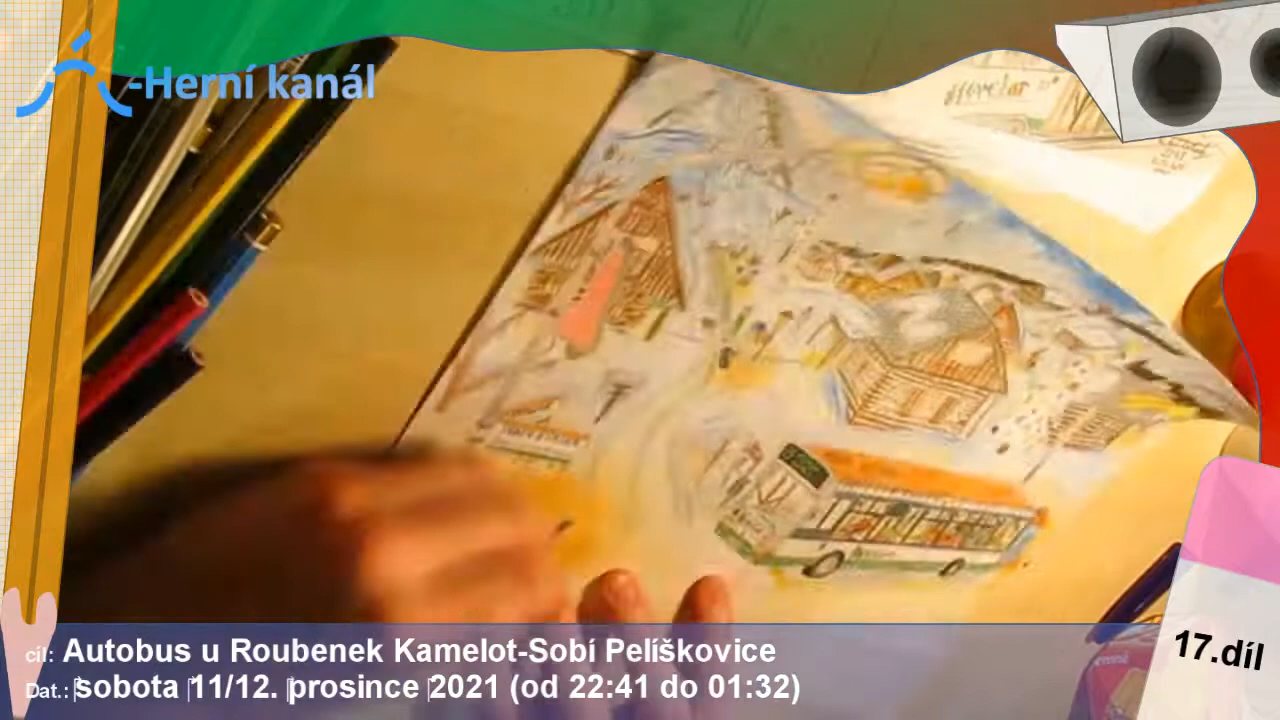 -Herní kanál
cíl: Autobus u Roubenek Kamelot-Sobí Pelíškovice
Dat.: sobota 11/12. prosince 2021 (od 22:41 do 01:32)
17.díl